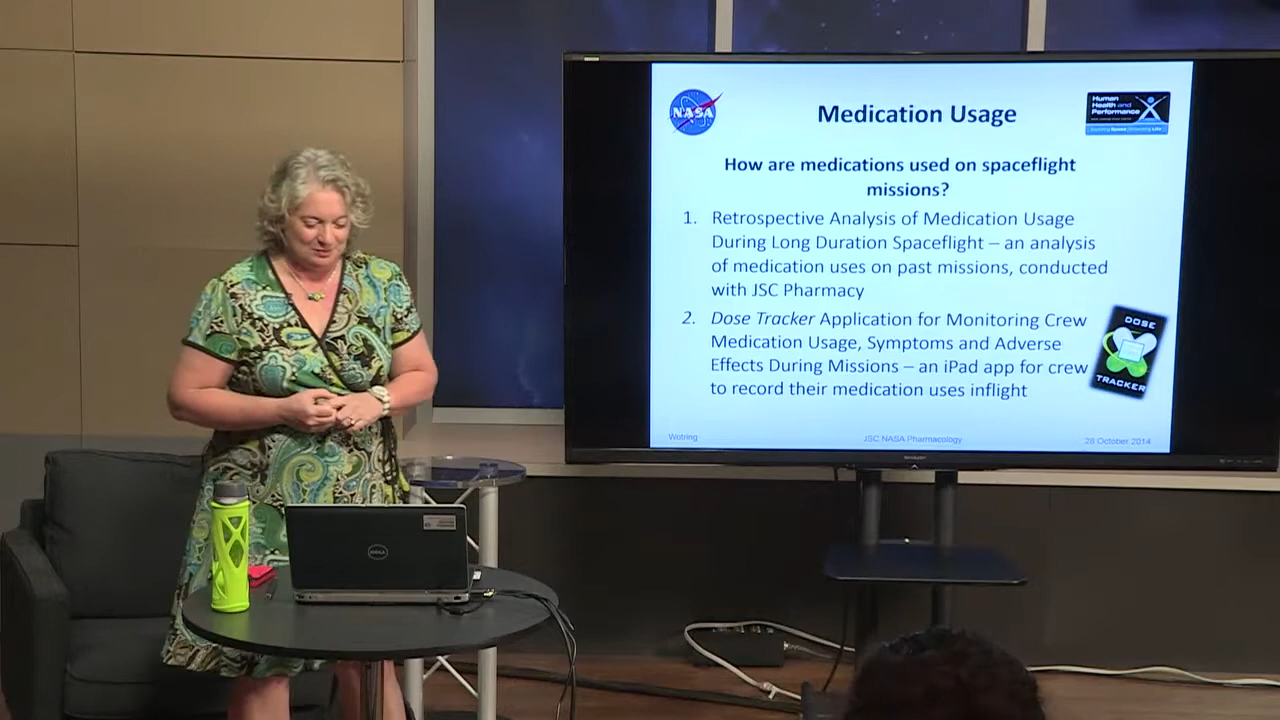 NASA
Medication Usage
Human
Health and
Performance
How are medications used on spaceflight
missions?
1. Retrospective Analysis of Medication Usage
During Long Duration Spaceflight – an analysis
of medication uses on past missions, conducted
with JSC Pharmacy
2. Dose Tracker Application for Monitoring Crew
Medication Usage, Symptoms and Adverse
Effects During Missions – an iPad app for crew
to record their medication uses inflight
DOSE
TRACKER
Wotring
JSC NASA Pharmacology
28 October 2014
SHARP
DELL